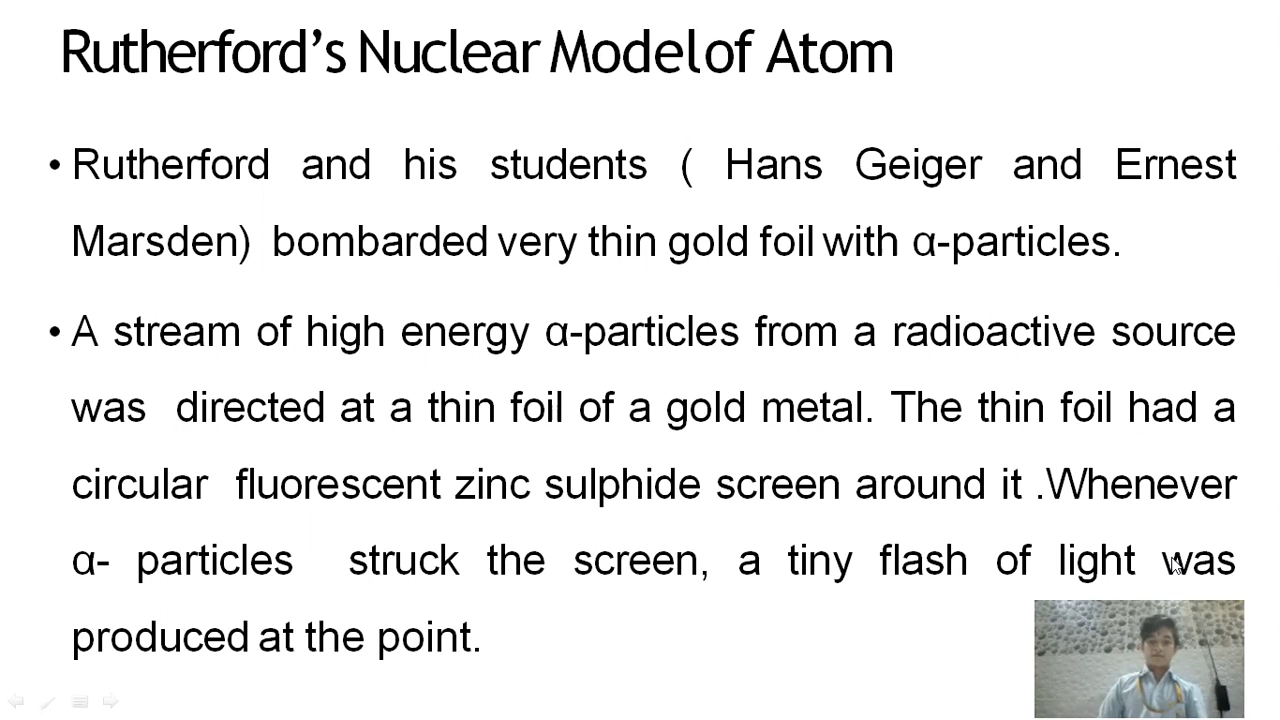 Rutherford's Nuclear Model of Atom
• Rutherford and his students ( Hans Geiger and Ernest
Marsden) bombarded very thin gold foil with α-particles.
• A stream of high energy α-particles from a radioactive source
was directed at a thin foil of a gold metal. The thin foil had a
circular fluorescent zinc sulphide screen around it .Whenever
α- particles struck the screen, a tiny flash of light was
produced at the point.